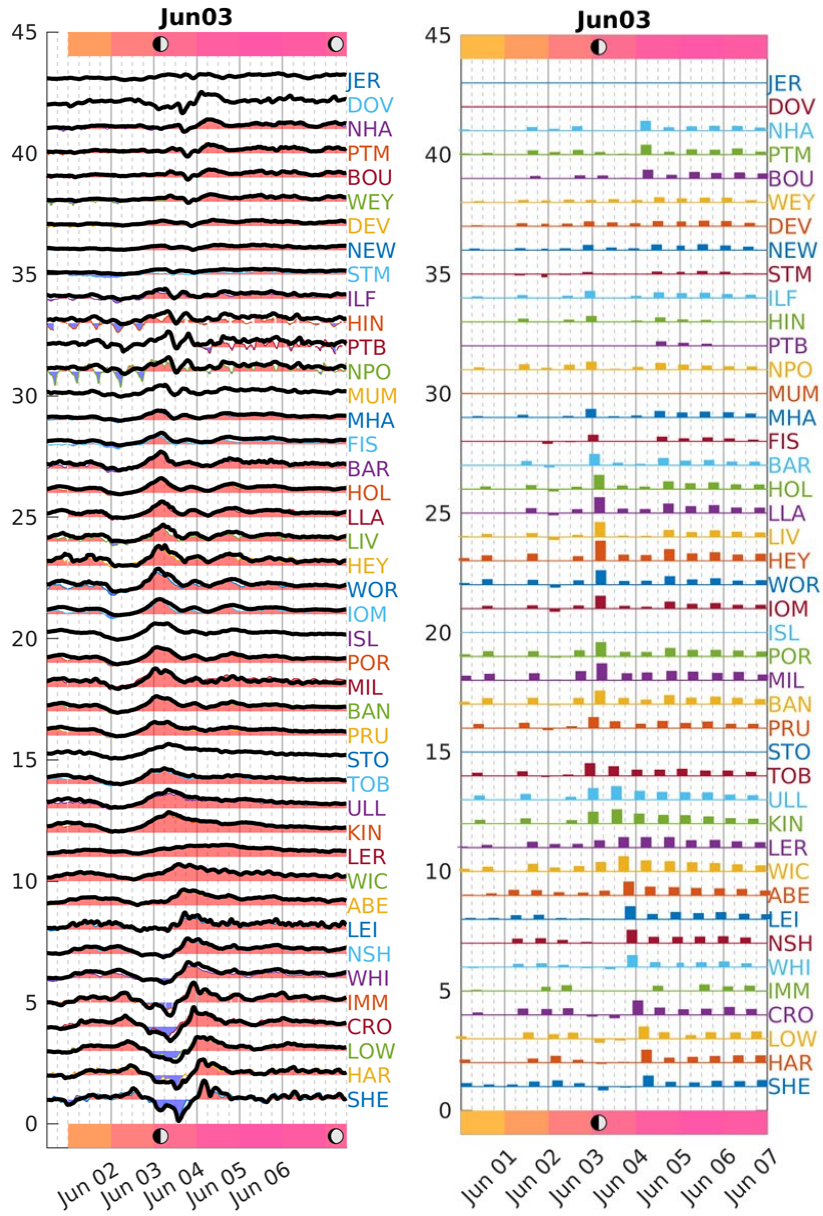 Jun03
45
JER
DOV
NHA
40
PTM
BOU
WEY
DEV
NEW
35
STM
ILF
HIN
PTB
NPO
30
MUM
MHA
FIS
BAR
HOL
25
LLA
LIV
HEY
WOR
IOM
20
ISL
POR
MIL
BAN
PRU
15
STO
TOB
ULL
KIN
LER
10
WIC
ABE
LEI
NSH
WHI
5
IMM
CRO
LOW
HAR
SHE
0
Jun 02
Jun 03
Jun 04
Jun 05
Jun 06
Jun03
45
JER
DOV
NHA
40
PTM
BOU
WEY
DEV
NEW
35
STM
ILF
HIN
PTB
NPO
30
MUM
MHA
FIS
BAR
HOL
25
LLA
LIV
HEY
WOR
IOM
20
ISL
POR
MIL
BAN
PRU
15
STO
TOB
ULL
KIN
LER
10
WIC
ABE
LEI
NSH
WHI
5
IMM
CRO
LOW
HAR
SHE
0
Jun 01
Jun 02
Jun 03
Jun 04
Jun 05
Jun 06
Jun 07